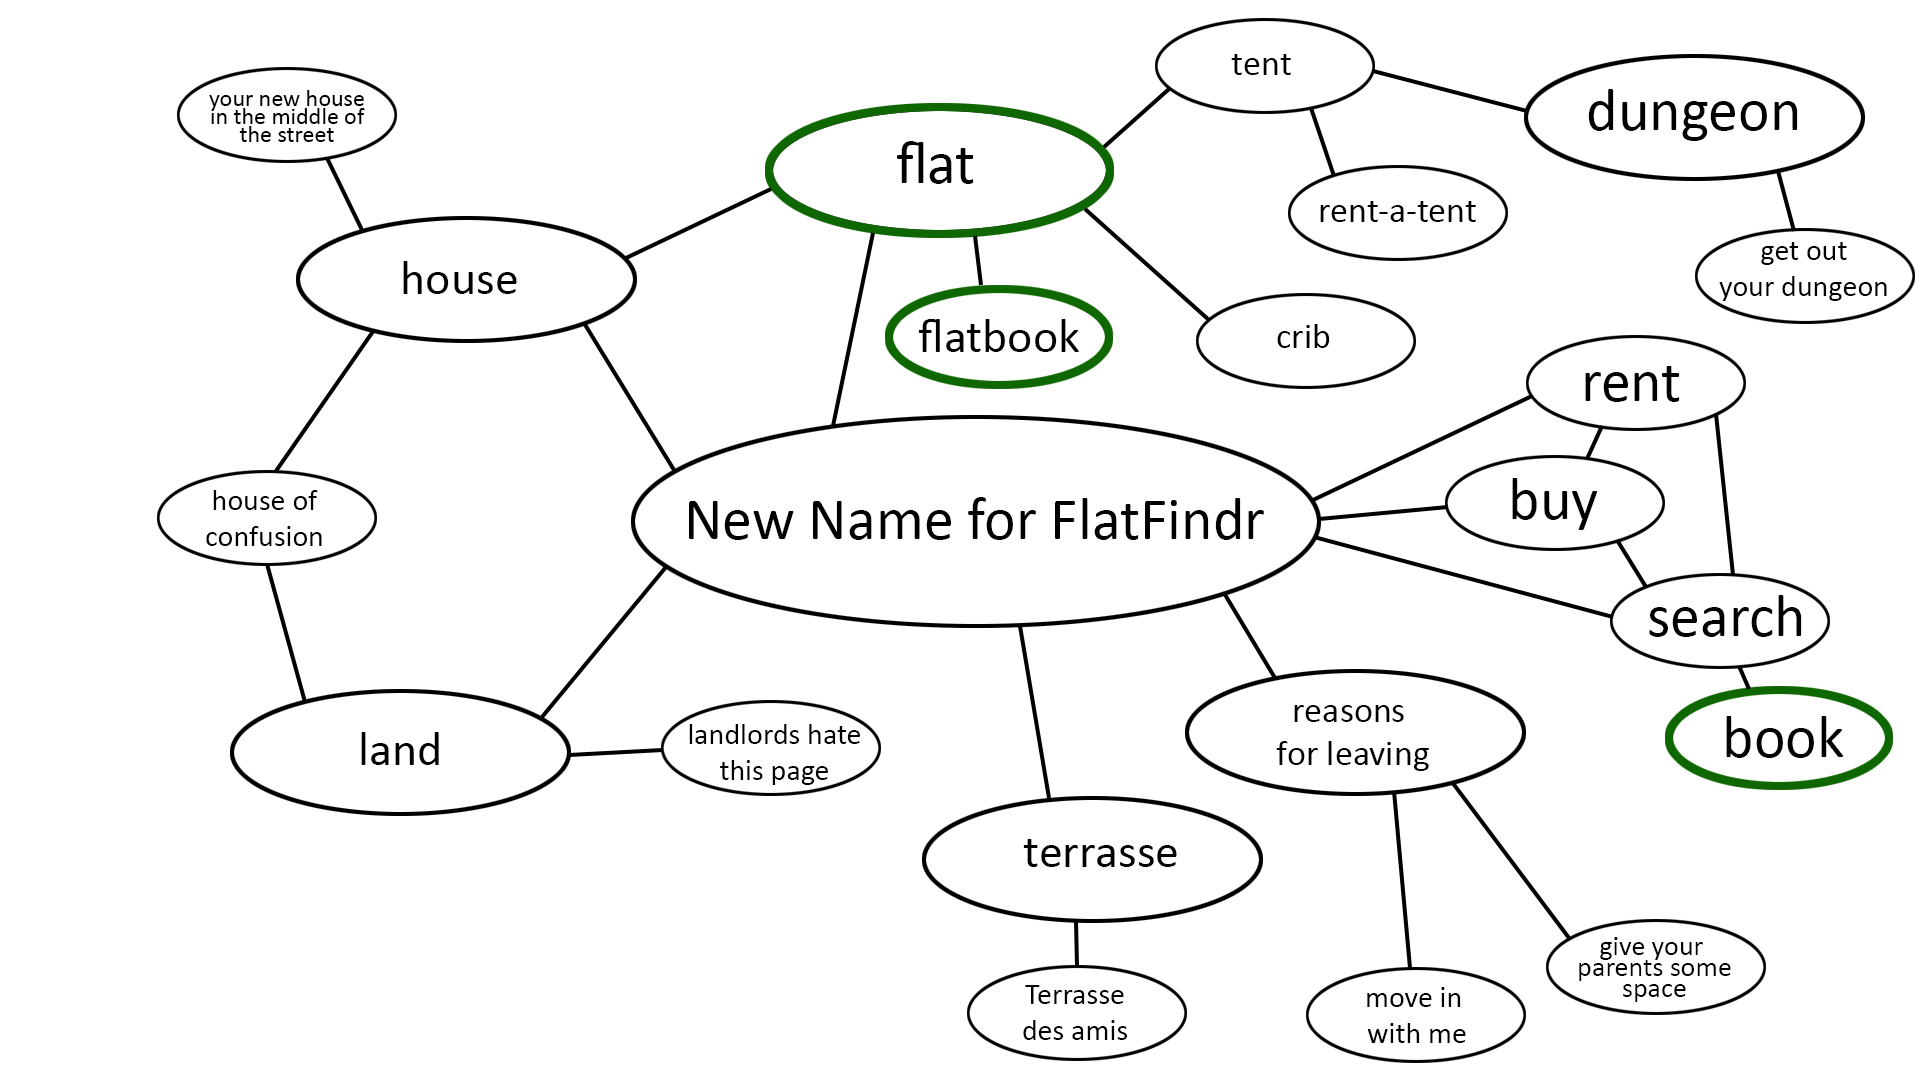 tent
dungeon
your new house
in the middle of
the street
flat
rent-a-tent
get out
your dungeon
house
flatbook
crib
rent
house of
confusion
New Name for FlatFindr
buy
search
land
landlords hate
this page
reasons
for leaving
book
terrasse
give your
parents some
space
Terrasse
des amis
move in
with me